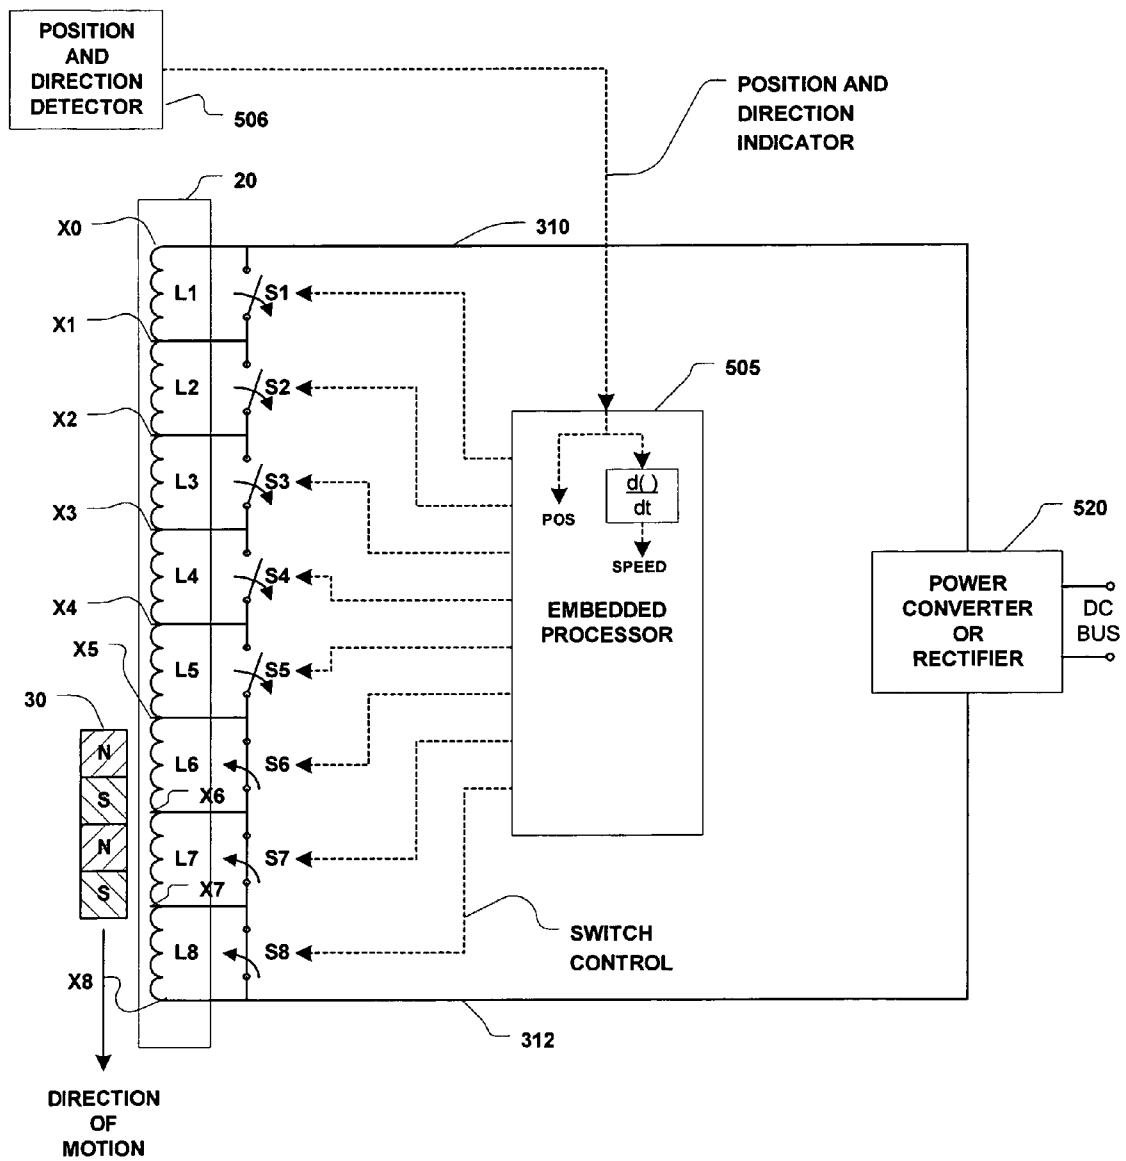 POSITION
AND
DIRECTION
DETECTOR
506
POSITION AND
DIRECTION
INDICATOR
20
X0
310
L1
S1
X1
505
L2
S2
X2
L3
S3
d( )
dt
POS
SPEED
X3
520
L4
S4
EMBEDDED
PROCESSOR
POWER
CONVERTER
OR
RECTIFIER
DC
BUS
X4
X5
L5
S5
30
N
L6
S6
S
X6
N
L7
S7
S
X7
SWITCH
CONTROL
L8
S8
X8
312
DIRECTION
OF
MOTION